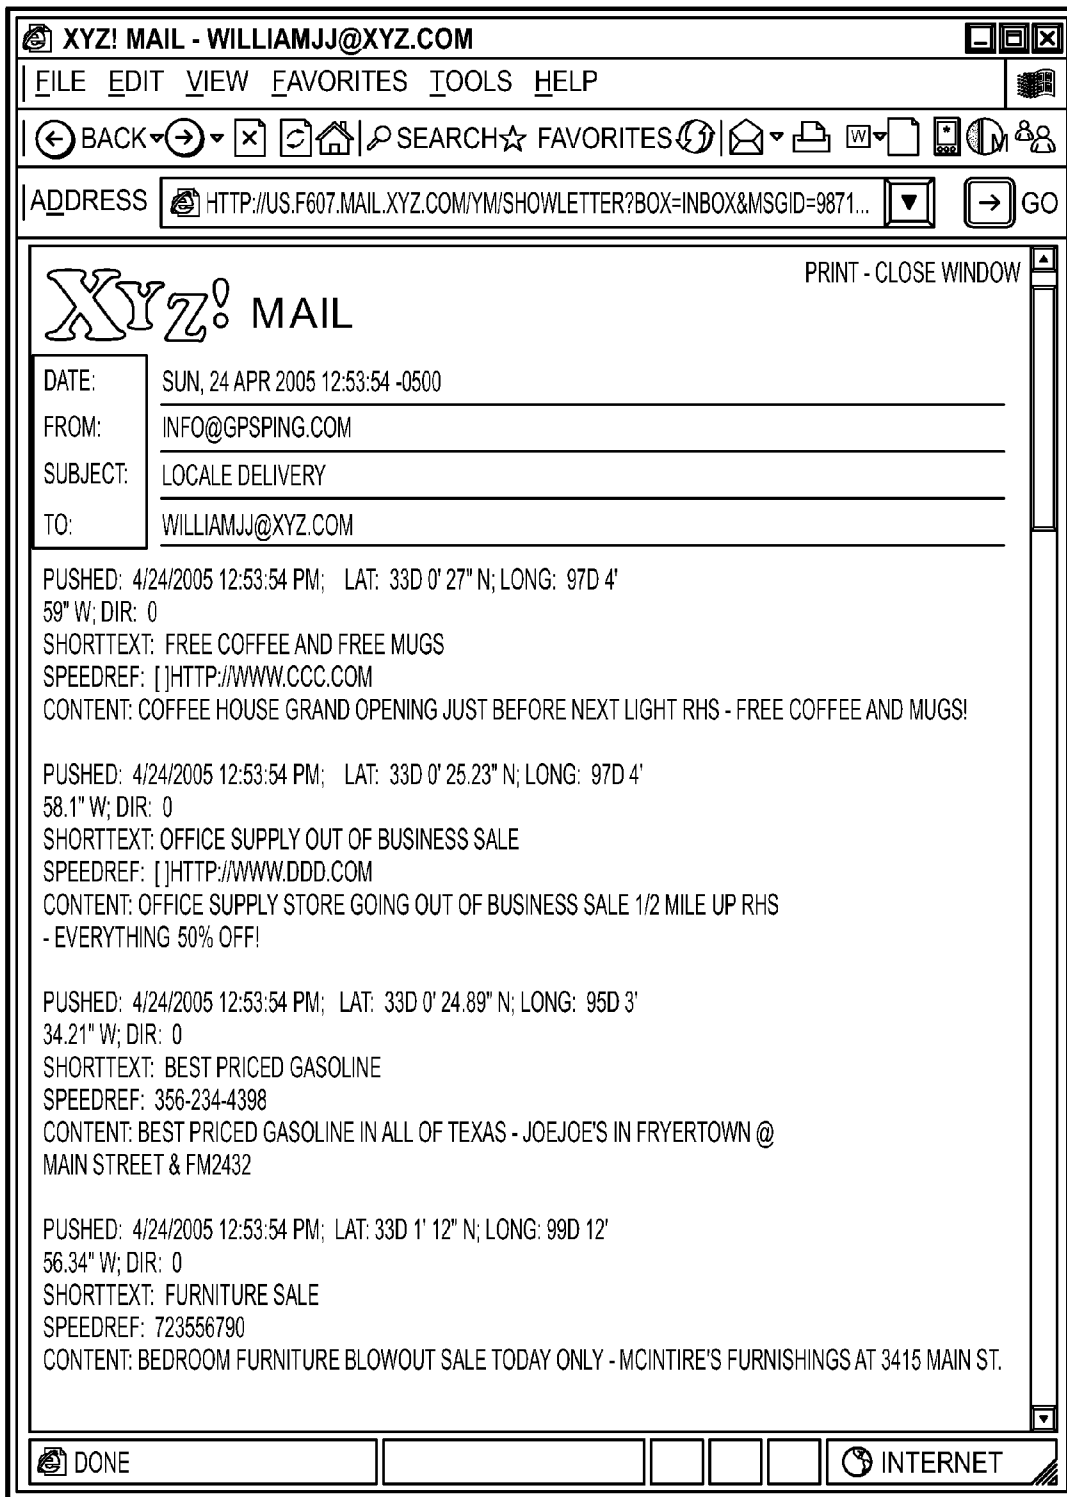 XYZ! MAIL - WILLIAMJJ@XYZ.COM
FILE EDIT VIEW FAVORITES TOOLS HELP
BACK SEARCH FAVORITES W M
ADDRESS HTTP://US.F607.MAIL.XYZ.COM/YM/SHOWLETTER?BOX=INBOX&MSGID=9871... GO
PRINT - CLOSE WINDOW
XYZ! MAIL
DATE: SUN, 24 APR 2005 12:53:54 -0500
FROM: INFO@GPSPING.COM
SUBJECT: LOCALE DELIVERY
TO: WILLIAMJJ@XYZ.COM
PUSHED: 4/24/2005 12:53:54 PM; LAT: 33D 0' 27" N; LONG: 97D 4'
59" W; DIR: 0
SHORTTEXT: FREE COFFEE AND FREE MUGS
SPEEDREF: [ ]HTTP://WWW.CCC.COM
CONTENT: COFFEE HOUSE GRAND OPENING JUST BEFORE NEXT LIGHT RHS - FREE COFFEE AND MUGS!
PUSHED: 4/24/2005 12:53:54 PM; LAT: 33D 0' 25.23" N; LONG: 97D 4'
58.1" W; DIR: 0
SHORTTEXT: OFFICE SUPPLY OUT OF BUSINESS SALE
SPEEDREF: [ ]HTTP://WWW.DDD.COM
CONTENT: OFFICE SUPPLY STORE GOING OUT OF BUSINESS SALE 1/2 MILE UP RHS
- EVERYTHING 50% OFF!
PUSHED: 4/24/2005 12:53:54 PM; LAT: 33D 0' 24.89" N; LONG: 95D 3'
34.21" W; DIR: 0
SHORTTEXT: BEST PRICED GASOLINE
SPEEDREF: 356-234-4398
CONTENT: BEST PRICED GASOLINE IN ALL OF TEXAS - JOEJOE'S IN FRYERTOWN @
MAIN STREET & FM2432
PUSHED: 4/24/2005 12:53:54 PM; LAT: 33D 1' 12" N; LONG: 99D 12'
56.34" W; DIR: 0
SHORTTEXT: FURNITURE SALE
SPEEDREF: 723556790
CONTENT: BEDROOM FURNITURE BLOWOUT SALE TODAY ONLY - MCINTIRE'S FURNISHINGS AT 3415 MAIN ST.
DONE INTERNET